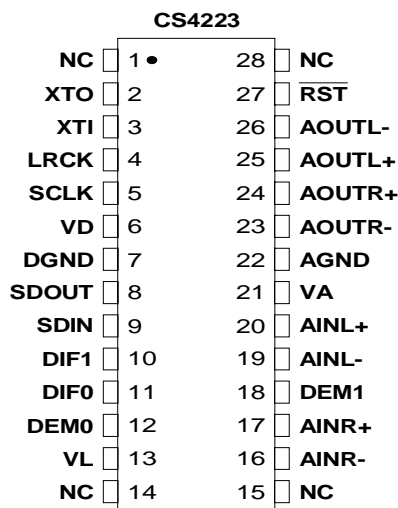 CS4223
NC 1 28 NC
XTO 2 27 RST
XTI 3 26 AOUTL-
LRCK 4 25 AOUTL+
SCLK 5 24 AOUTR+
VD 6 23 AOUTR-
DGND 7 22 AGND
SDOUT 8 21 VA
SDIN 9 20 AINL+
DIF1 10 19 AINL-
DIF0 11 18 DEM1
DEM0 12 17 AINR+
VL 13 16 AINR-
NC 14 15 NC